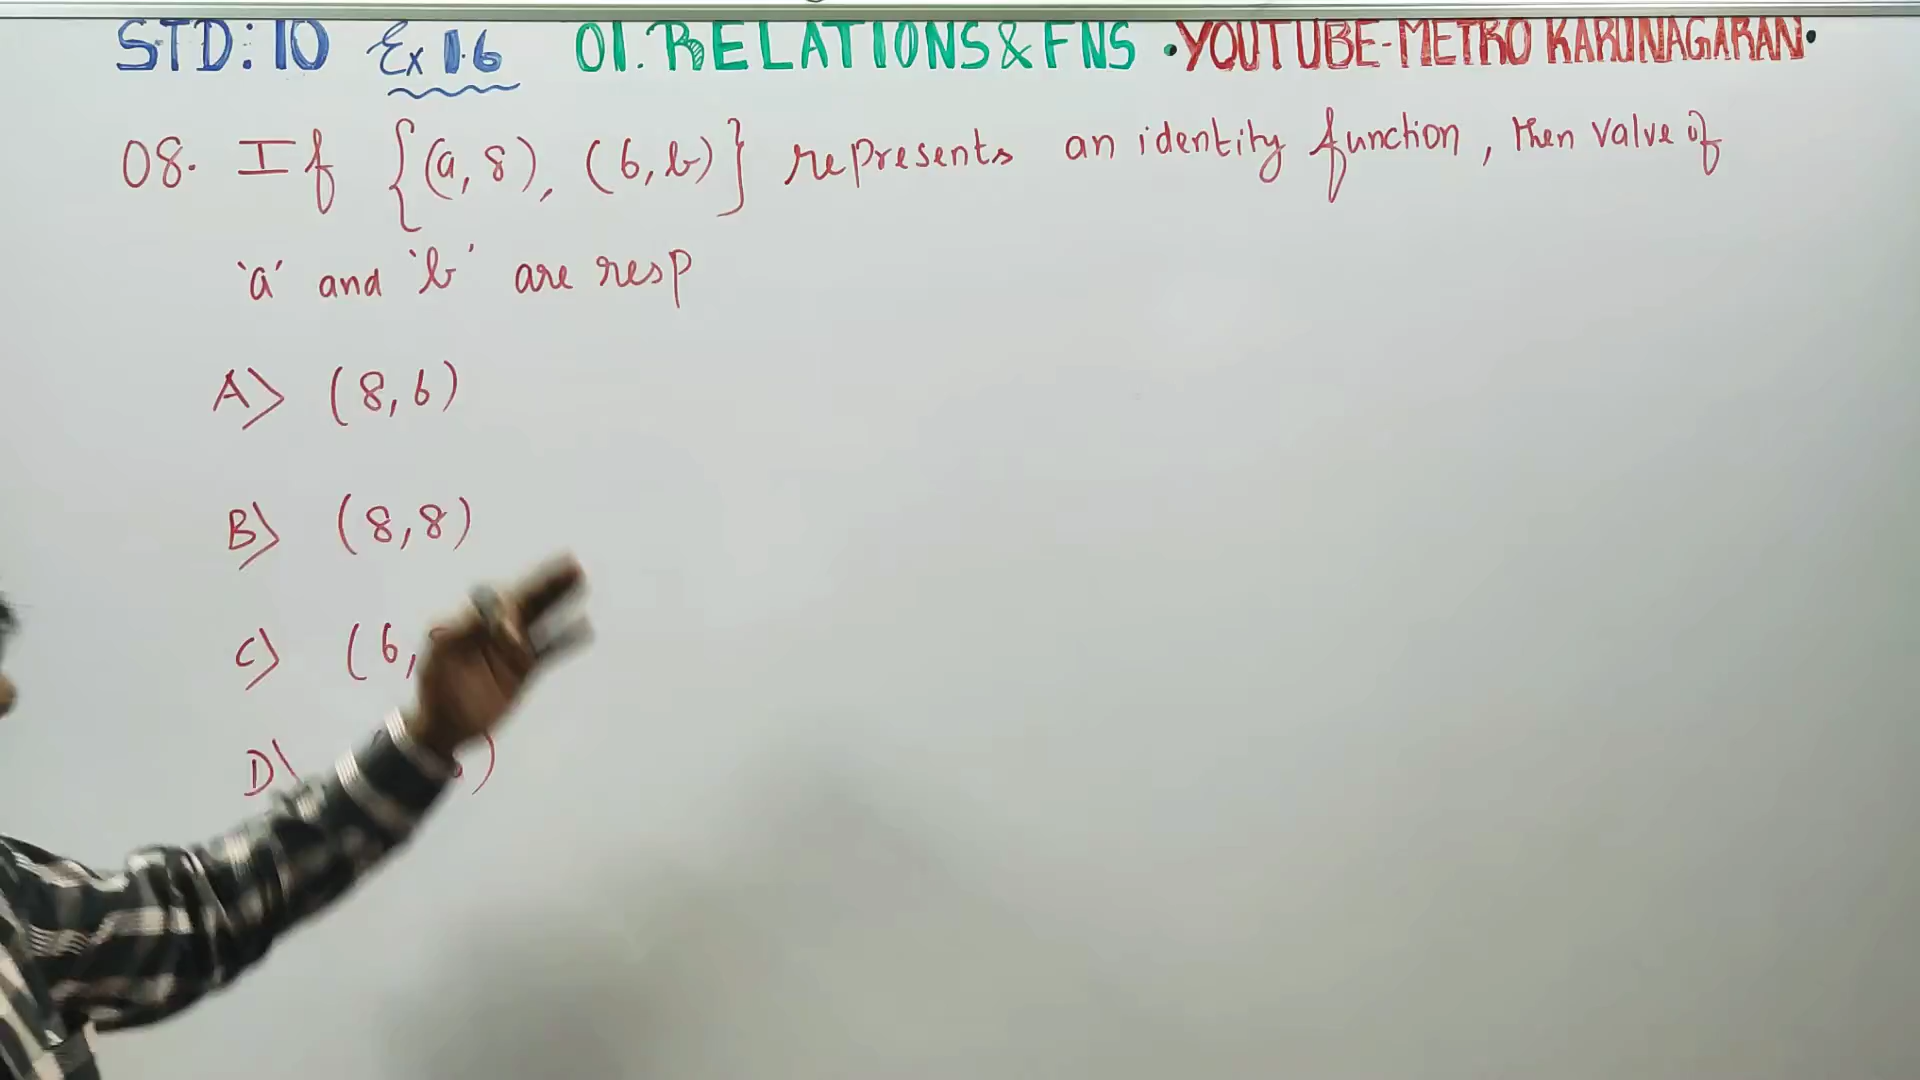 STD: 10 Ex 1.6 01. RELATIONS & FNS • YOUTUBE-METRO KARUNAGARAN •
08. If {(a, 8), (6, b)} represents an identity function, then value of
'a' and 'b' are resp
A) (8,6)
B) (8,8)
C) (6,
D) )